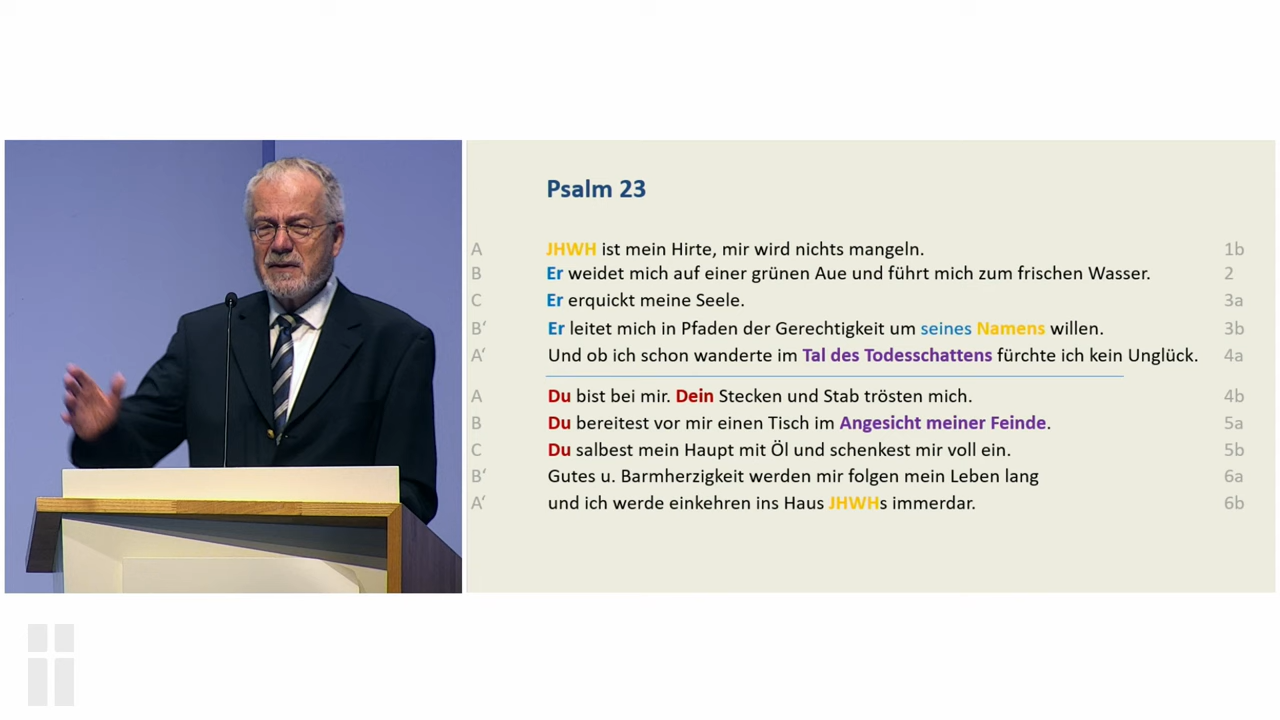 Psalm 23
A JHWH ist mein Hirte, mir wird nichts mangeln. 1b
B Er weidet mich auf einer grünen Aue und führt mich zum frischen Wasser. 2
C Er erquickt meine Seele. 3a
B‘ Er leitet mich in Pfaden der Gerechtigkeit um seines Namens willen. 3b
A‘ Und ob ich schon wanderte im Tal des Todesschattens fürchte ich kein Unglück. 4a
A Du bist bei mir. Dein Stecken und Stab trösten mich. 4b
B Du bereitest vor mir einen Tisch im Angesicht meiner Feinde. 5a
C Du salbest mein Haupt mit Öl und schenkest mir voll ein. 5b
B‘ Gutes u. Barmherzigkeit werden mir folgen mein Leben lang 6a
A‘ und ich werde einkehren ins Haus JHWHs immerdar. 6b